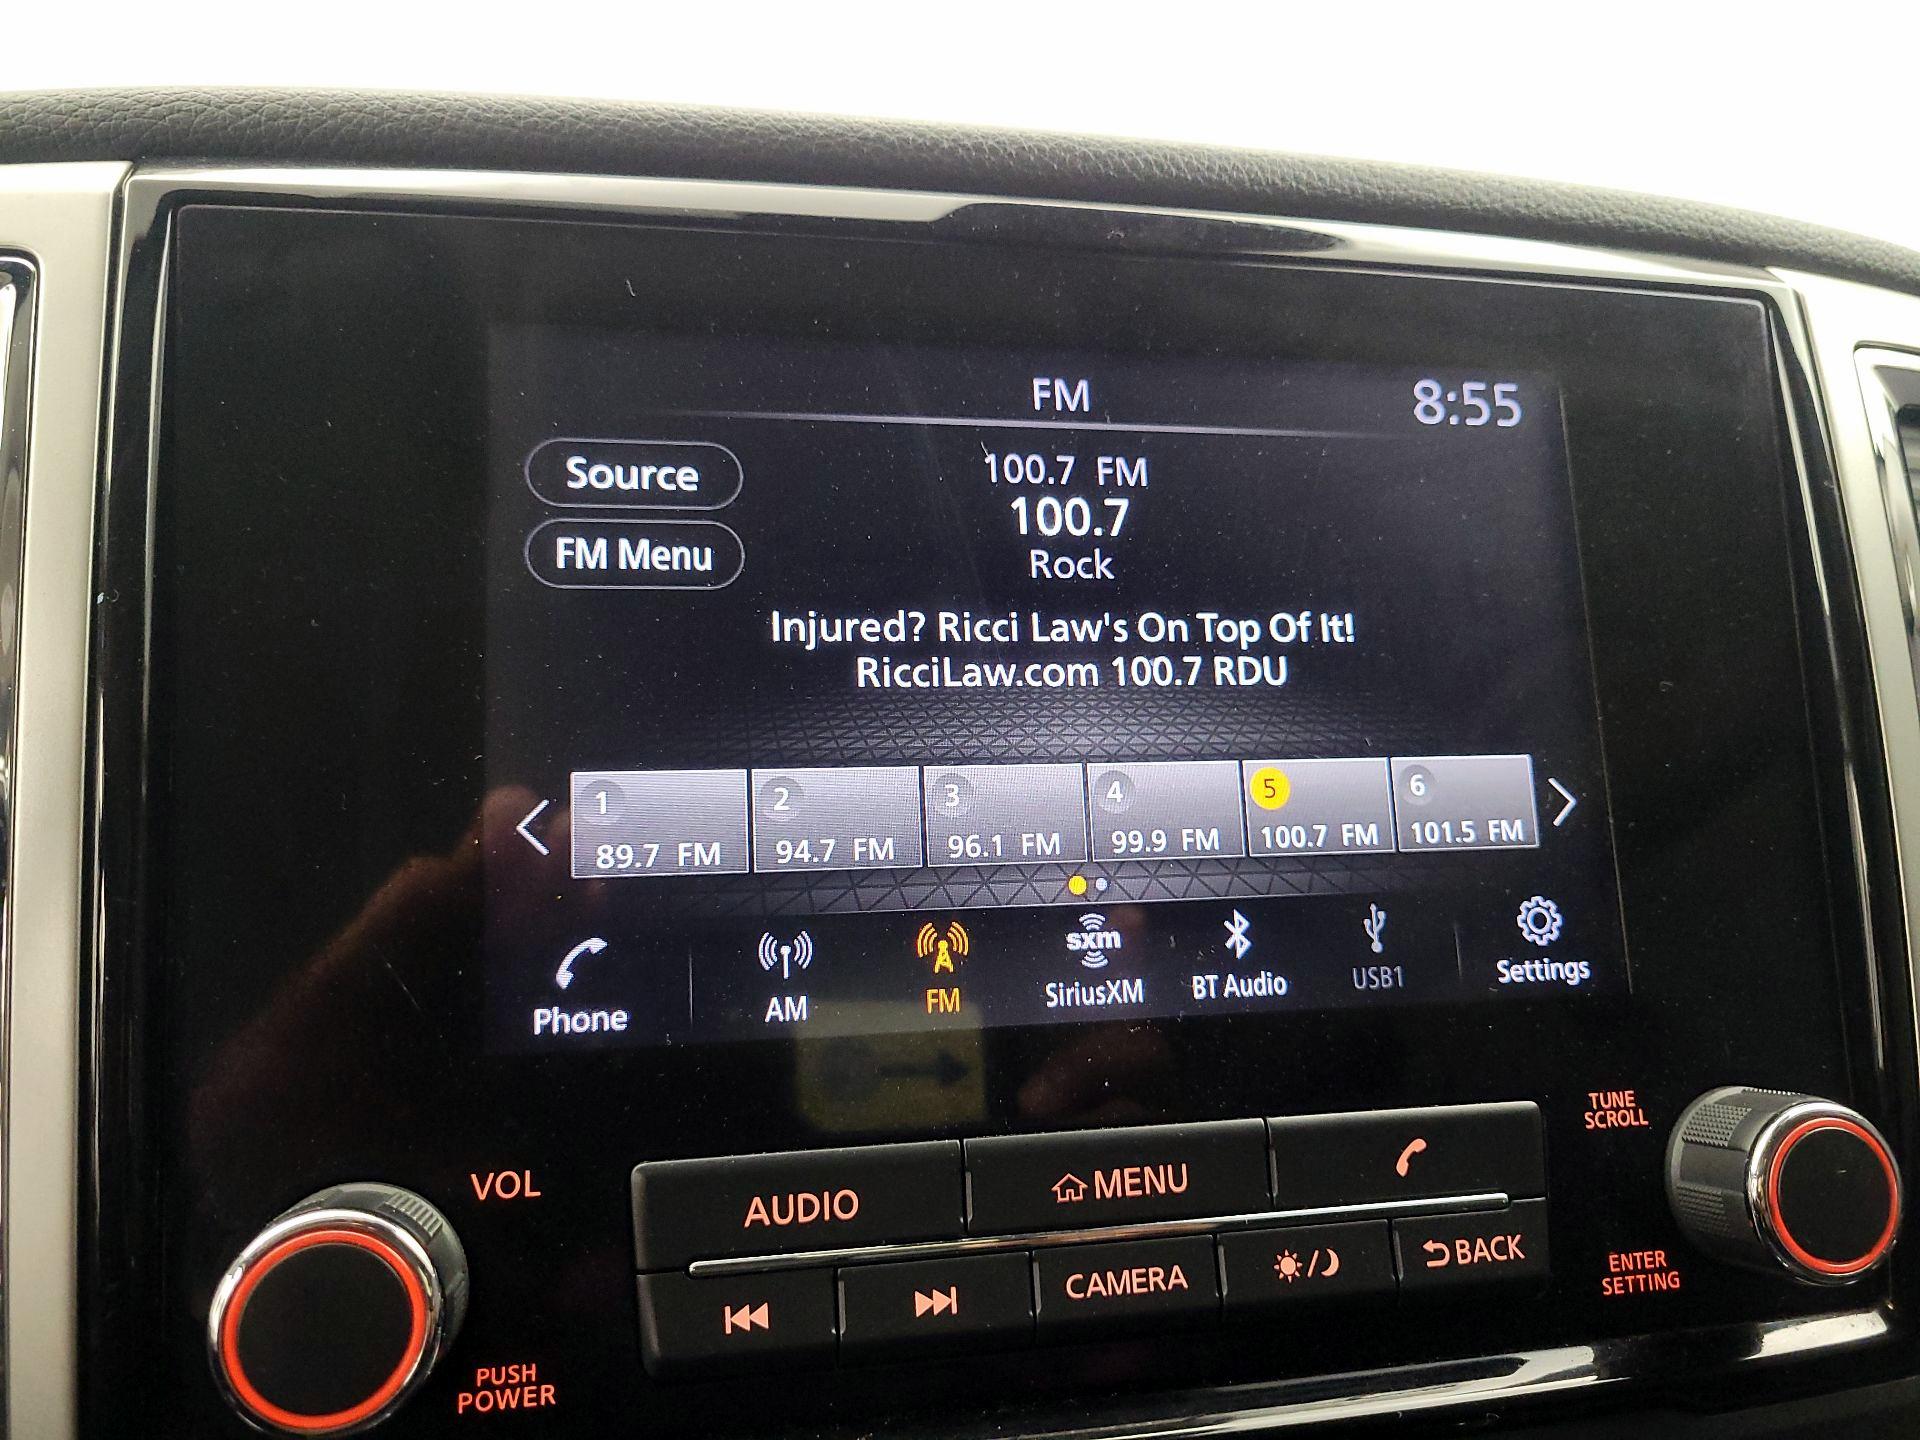 FM
8:55
Source
100.7 FM
100.7
FM Menu
Rock
Injured? Ricci Law's On Top Of It!
RicciLaw.com 100.7 RDU
1
2
3
4
5
6
89.7 FM
94.7 FM
96.1 FM
99.9 FM
100.7 FM
101.5 FM
Phone
AM
FM
sxm
SiriusXM
BT Audio
USB1
Settings
TUNE
SCROLL
VOL
AUDIO
MENU
CAMERA
BACK
ENTER
SETTING
PUSH
POWER